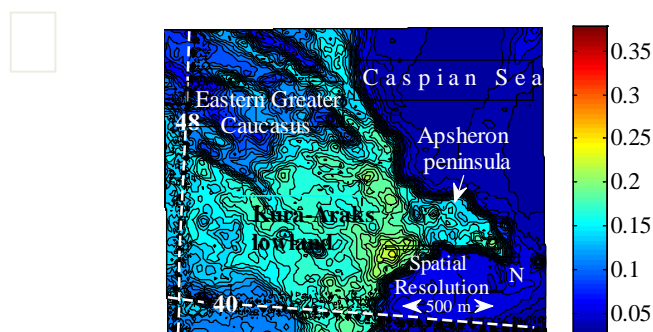 Caspian Sea
Eastern Greater
Caucasus
48
Apsheron
peninsula
Kura-Araks
lowland
Spatial
Resolution
500 m
N
40
0.35
0.3
0.25
0.2
0.15
0.1
0.05